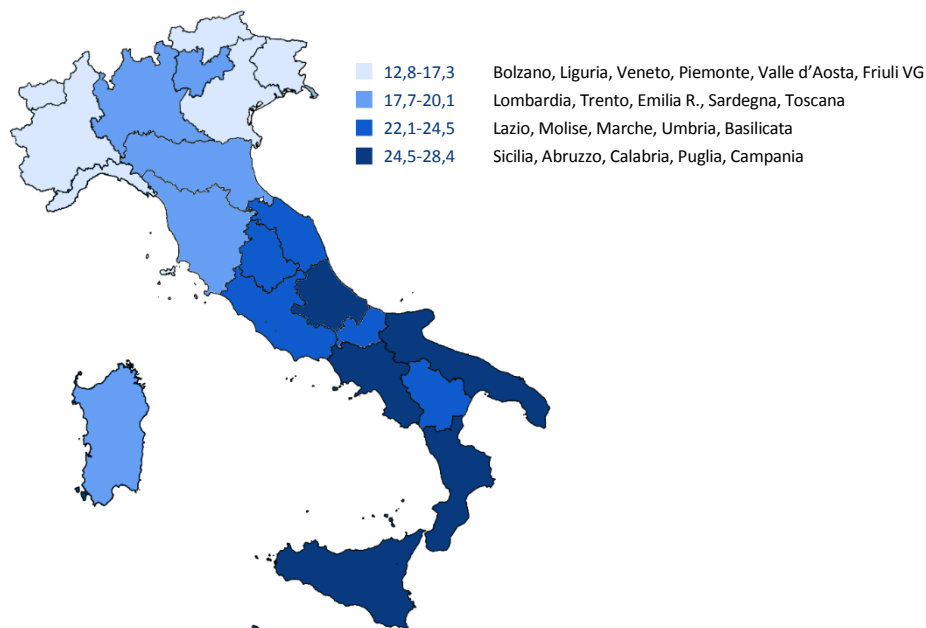 12,8-17,3 Bolzano, Liguria, Veneto, Piemonte, Valle d’Aosta, Friuli VG
17,7-20,1 Lombardia, Trento, Emilia R., Sardegna, Toscana
22,1-24,5 Lazio, Molise, Marche, Umbria, Basilicata
24,5-28,4 Sicilia, Abruzzo, Calabria, Puglia, Campania